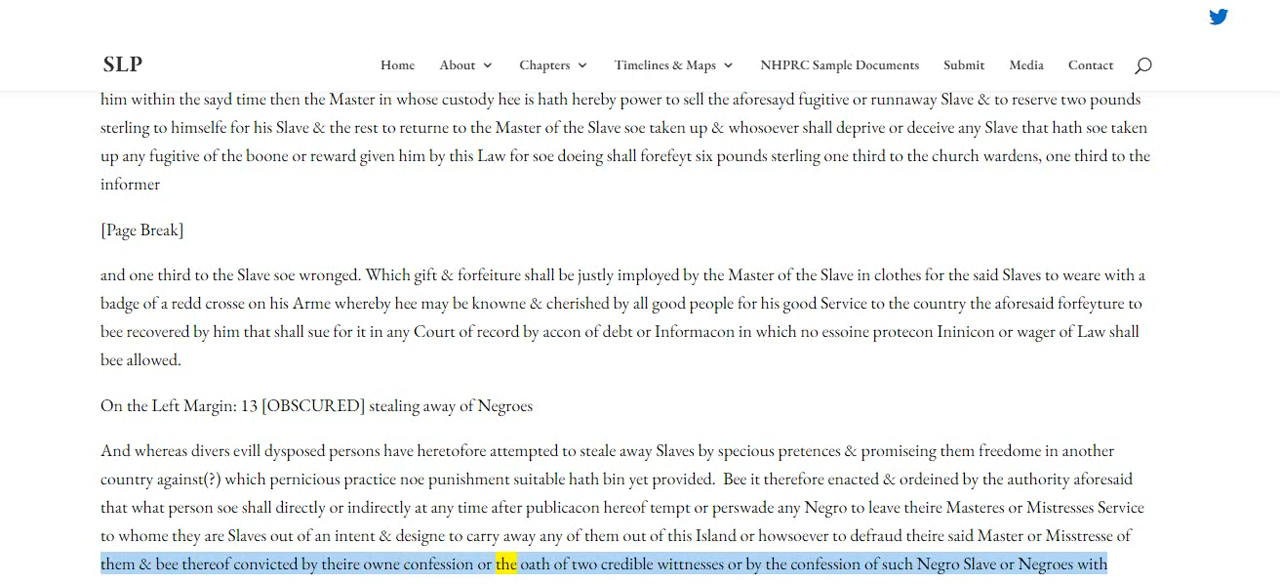 SLP
Home About Chapters Timelines & Maps NHPRC Sample Documents Submit Media Contact
him within the sayd time then the Master in whose custody hee is hath hereby power to sell the aforesayd fugitive or runnaway Slave & to reserve two pounds
sterling to himselfe for his Slave & the rest to returne to the Master of the Slave soe taken up & whosoever shall deprive or deceive any Slave that hath soe taken
up any fugitive of the boone or reward given him by this Law for soe doeing shall forefeyt six pounds sterling one third to the church wardens, one third to the
informer
[Page Break]
and one third to the Slave soe wronged. Which gift & forfeiture shall be justly imployed by the Master of the Slave in clothes for the said Slaves to weare with a
badge of a redd crosse on his Arme whereby hee may be knowne & cherished by all good people for his good Service to the country the aforesaid forfeyture to
bee recovered by him that shall sue for it in any Court of record by accon of debt or Informacon in which no essoine protecon Ininicon or wager of Law shall
bee allowed.
On the Left Margin: 13 [OBSCURED] stealing away of Negroes
And whereas divers evill dysposed persons have heretofore attempted to steale away Slaves by specious pretences & promiseing them freedome in another
country against(?) which pernicious practice noe punishment suitable hath bin yet provided. Bee it therefore enacted & ordeined by the authority aforesaid
that what person soe shall directly or indirectly at any time after publicacon hereof tempt or perswade any Negro to leave theire Masteres or Mistresses Service
to whome they are Slaves out of an intent & designe to carry away any of them out of this Island or howsoever to defraud theire said Master or Misstresse of
them & bee thereof convicted by theire owne confession or the oath of two credible wittnesses or by the confession of such Negro Slave or Negroes with